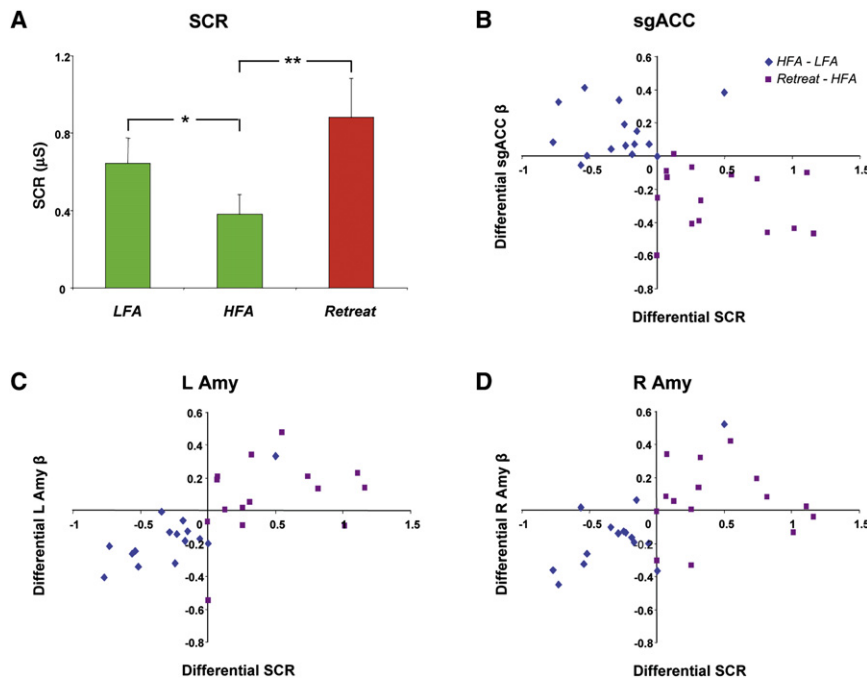 A
SCR
1.2
0.8
0.4
0
SCR (µS)
*
**
LFA HFA Retreat
B
sgACC
HFA - LFA
Retreat - HFA
0.6
0.4
0.2
0
-0.2
-0.4
-0.6
-0.8
-1 -0.5 0 0.5 1 1.5
Differential sgACC β
Differential SCR
C
L Amy
0.6
0.4
0.2
0
-0.2
-0.4
-0.6
-0.8
-1 -0.5 0 0.5 1 1.5
Differential L Amy β
Differential SCR
D
R Amy
0.6
0.4
0.2
0
-0.2
-0.4
-0.6
-0.8
-1 -0.5 0 0.5 1 1.5
Differential R Amy β
Differential SCR